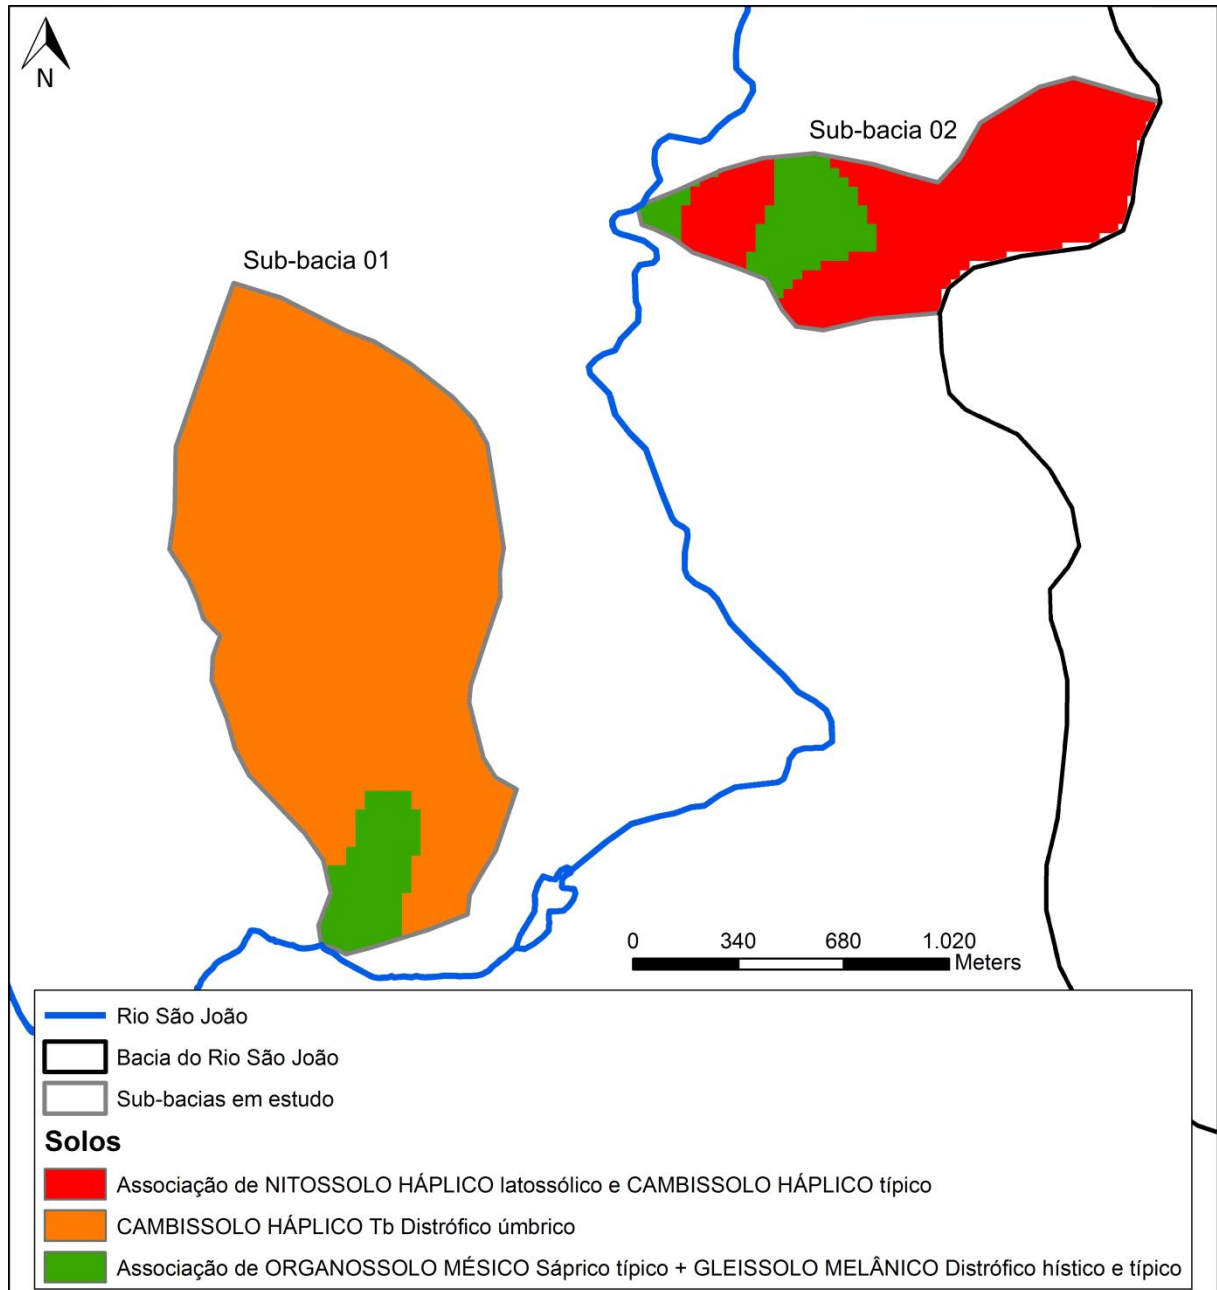 N
Sub-bacia 02
Sub-bacia 01
0 340 680 1.020
Meters
Rio São João
Bacia do Rio São João
Sub-bacias em estudo
Solos
Associação de NITOSSOLO HÁPLICO latossólico e CAMBISSOLO HÁPLICO típico
CAMBISSOLO HÁPLICO Tb Distrófico úmbrico
Associação de ORGANOSSOLO MÉSICO Sáprico típico + GLEISSOLO MELÂNICO Distrófico hístico e típico